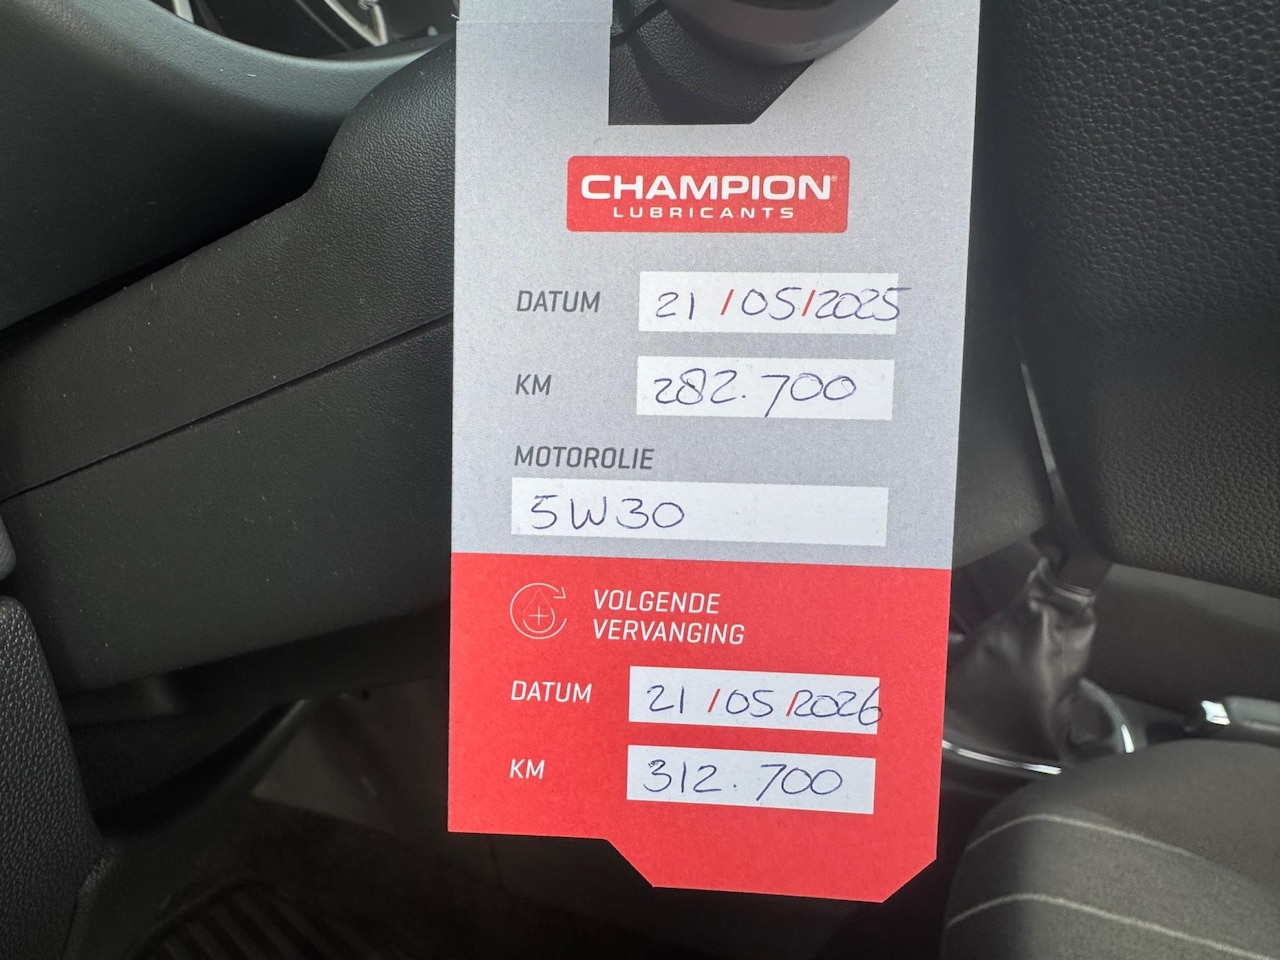 CHAMPION®
LUBRICANTS
DATUM 21/05/2025
KM 282.700
MOTOROLIE
5W30
VOLGENDE
VERVANGING
DATUM 21/05/2026
KM 312.700